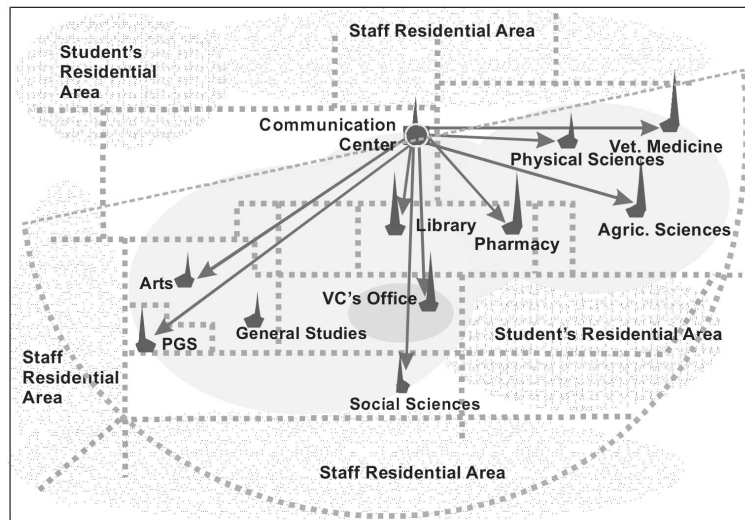 Staff Residential Area
Student's
Residential
Area
Communication
Center
Vet. Medicine
Physical Sciences
Library
Pharmacy
Agric. Sciences
Arts
VC's Office
General Studies
PGS
Student's Residential Area
Staff
Residential
Area
Social Sciences
Staff Residential Area